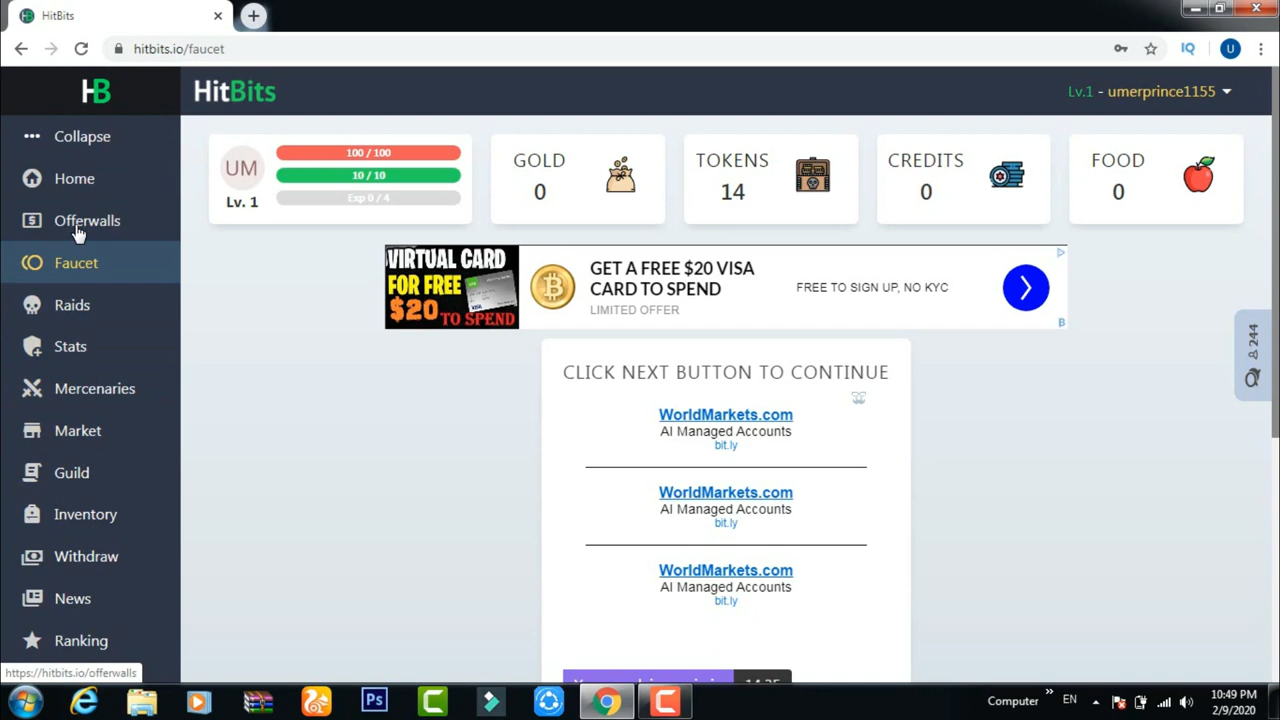 HitBits
hitbits.io/faucet
IQ
U
HB
HitBits
Lv.1 - umerprince1155
Collapse
Home
Offerwalls
Faucet
Raids
Stats
Mercenaries
Market
Guild
Inventory
Withdraw
News
Ranking
UM
Lv. 1
100 / 100
10 / 10
Exp 0 / 4
GOLD
0
TOKENS
14
CREDITS
0
FOOD
0
VIRTUAL CARD
FOR FREE
$20 TO SPEND
GET A FREE $20 VISA
CARD TO SPEND
LIMITED OFFER
FREE TO SIGN UP, NO KYC
B
244
CLICK NEXT BUTTON TO CONTINUE
WorldMarkets.com
AI Managed Accounts
bit.ly
WorldMarkets.com
AI Managed Accounts
bit.ly
WorldMarkets.com
AI Managed Accounts
bit.ly
https://hitbits.io/offerwalls
Ps
Computer
EN
10:49 PM
2/9/2020